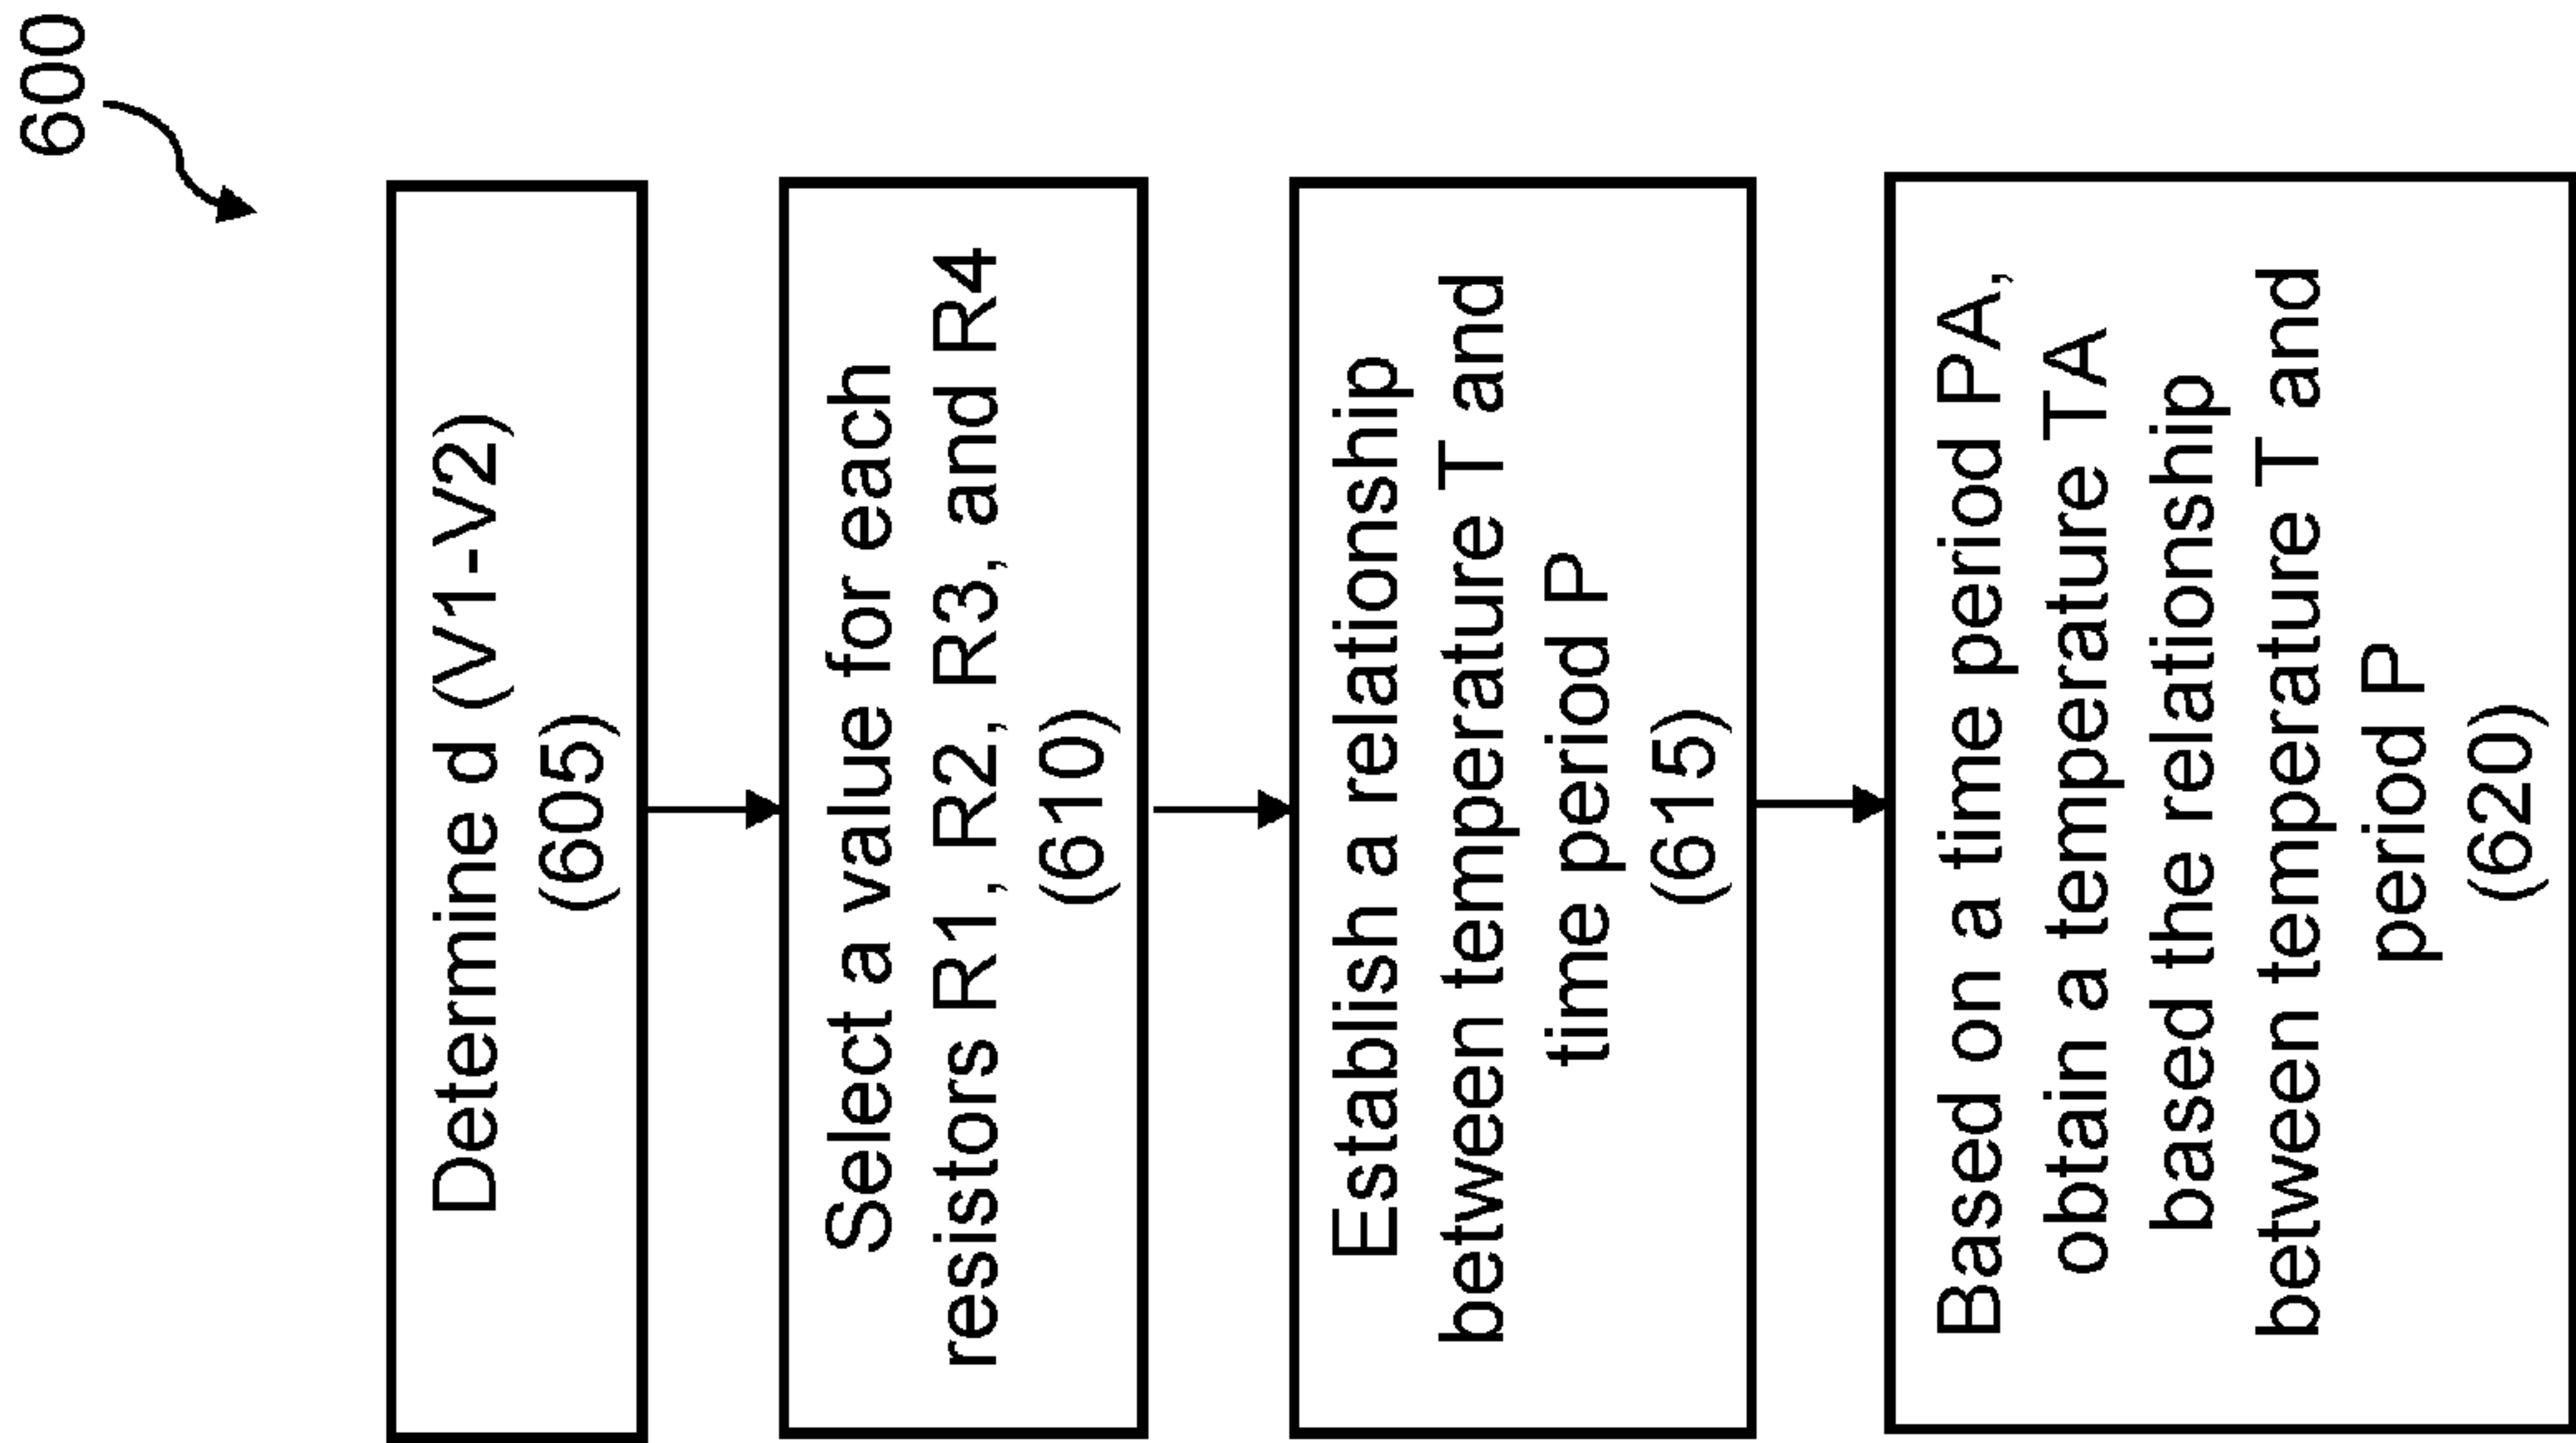 600
Determine d (V1-V2)
(605)
Select a value for each
resistors R1, R2, R3, and R4
(610)
Establish a relationship
between temperature T and
time period P
(615)
Based on a time period PA,
obtain a temperature TA
based the relationship
between temperature T and
period P
(620)